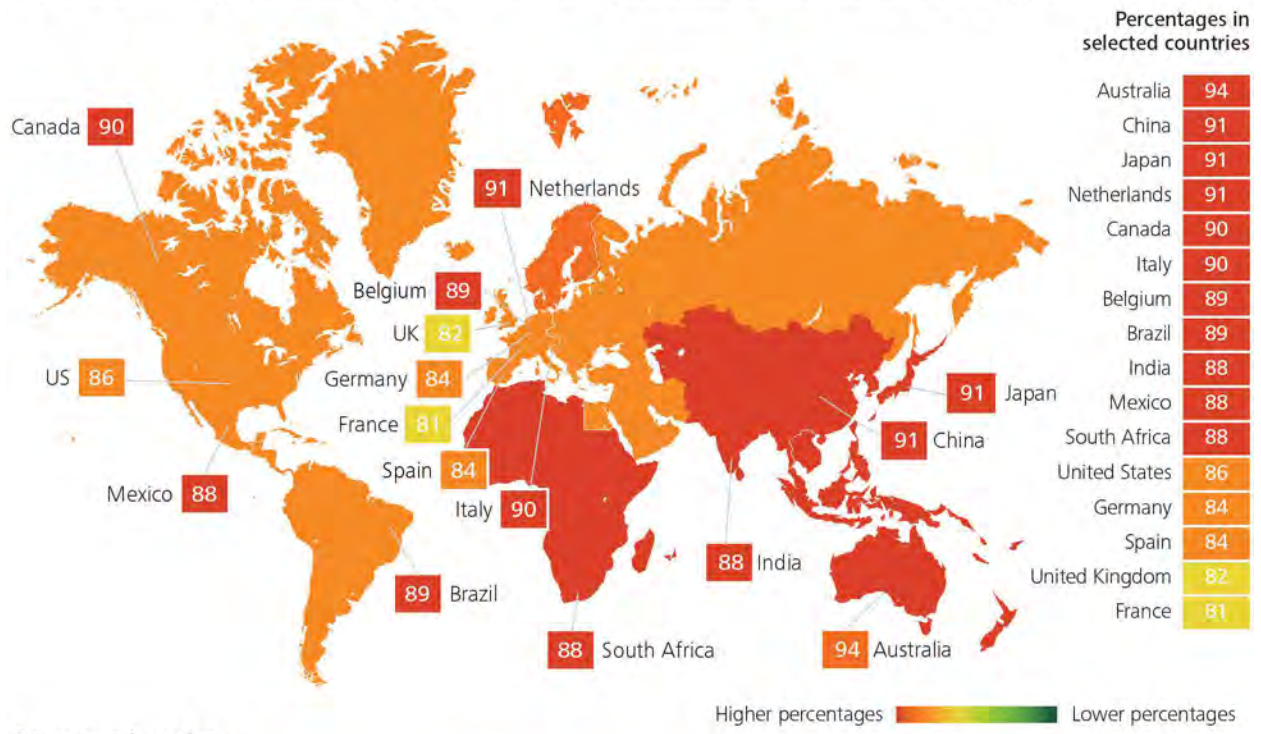 Percentages in
selected countries
Australia 94
China 91
Japan 91
Netherlands 91
Canada 90
Italy 90
Belgium 89
Brazil 89
India 88
Mexico 88
South Africa 88
United States 86
Germany 84
Spain 84
United Kingdom 82
France 81
Canada 90
91 Netherlands
Belgium 89
UK 82
US 86
Germany 84
France 81
Spain 84
Italy 90
Mexico 88
91 Japan
91 China
88 India
89 Brazil
88 South Africa
94 Australia
Higher percentages Lower percentages